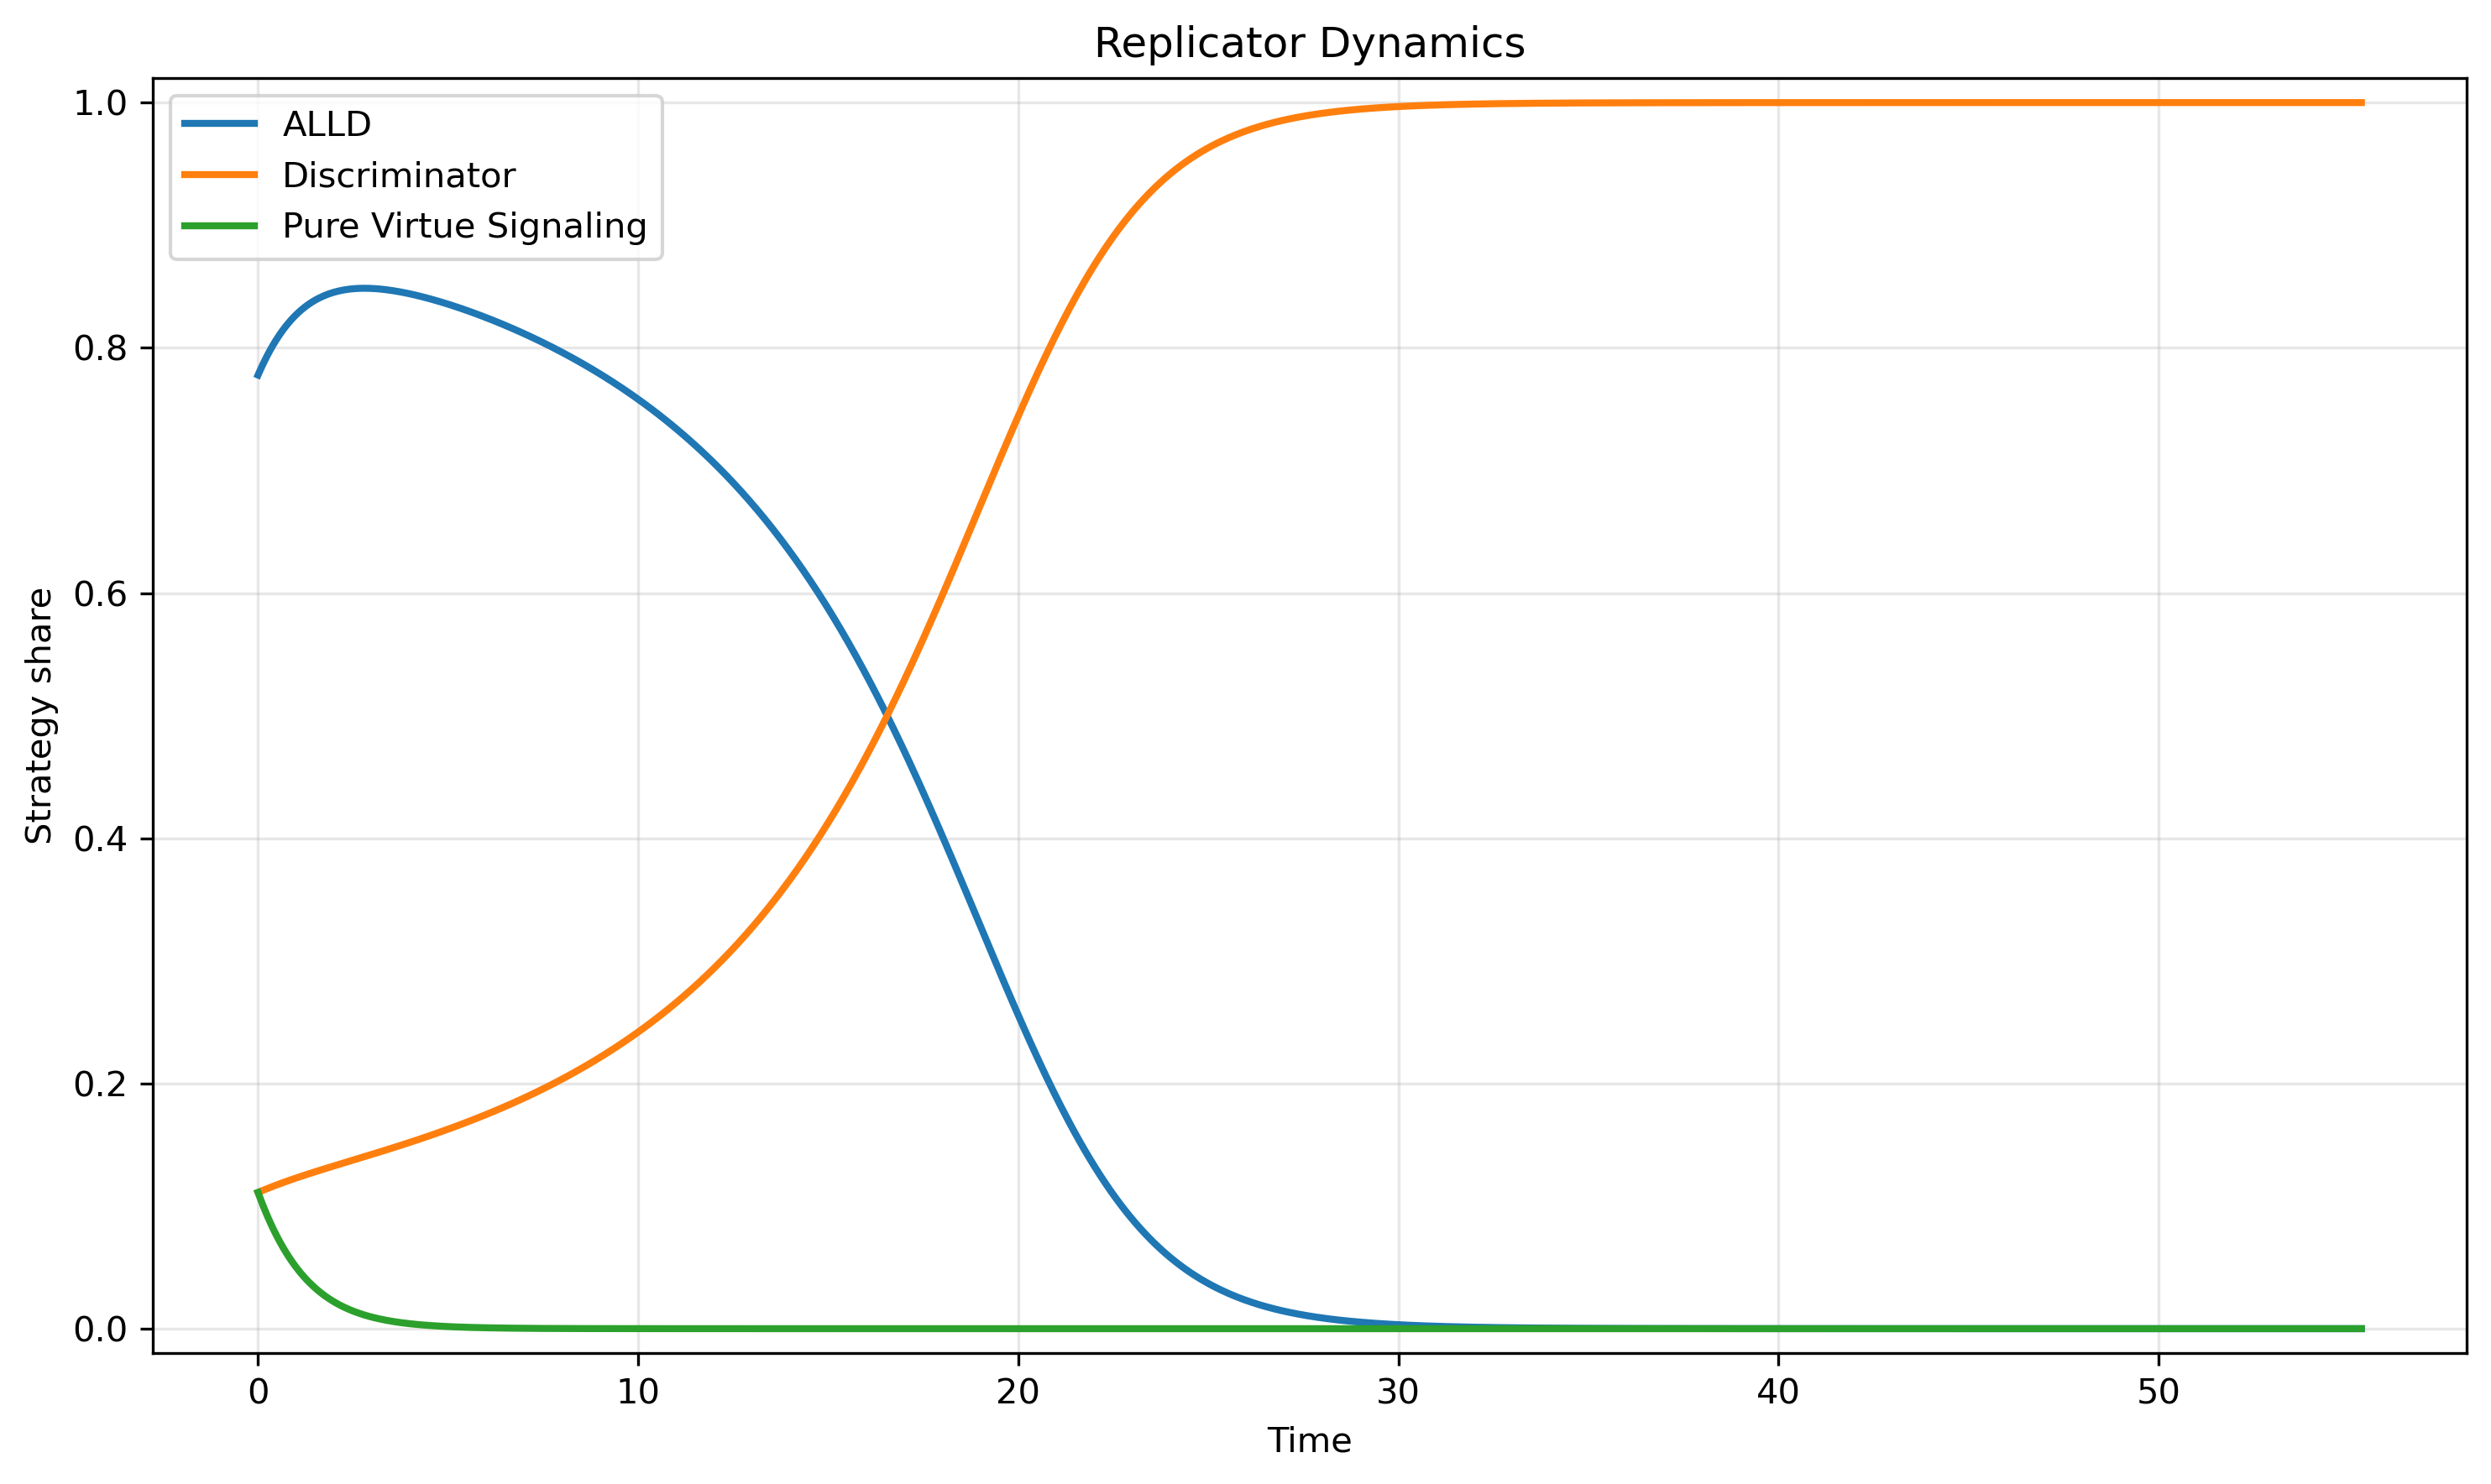 Replicator Dynamics
ALLD
Discriminator
Pure Virtue Signaling
Strategy share
1.0
0.8
0.6
0.4
0.2
0.0
0 10 20 30 40 50
Time